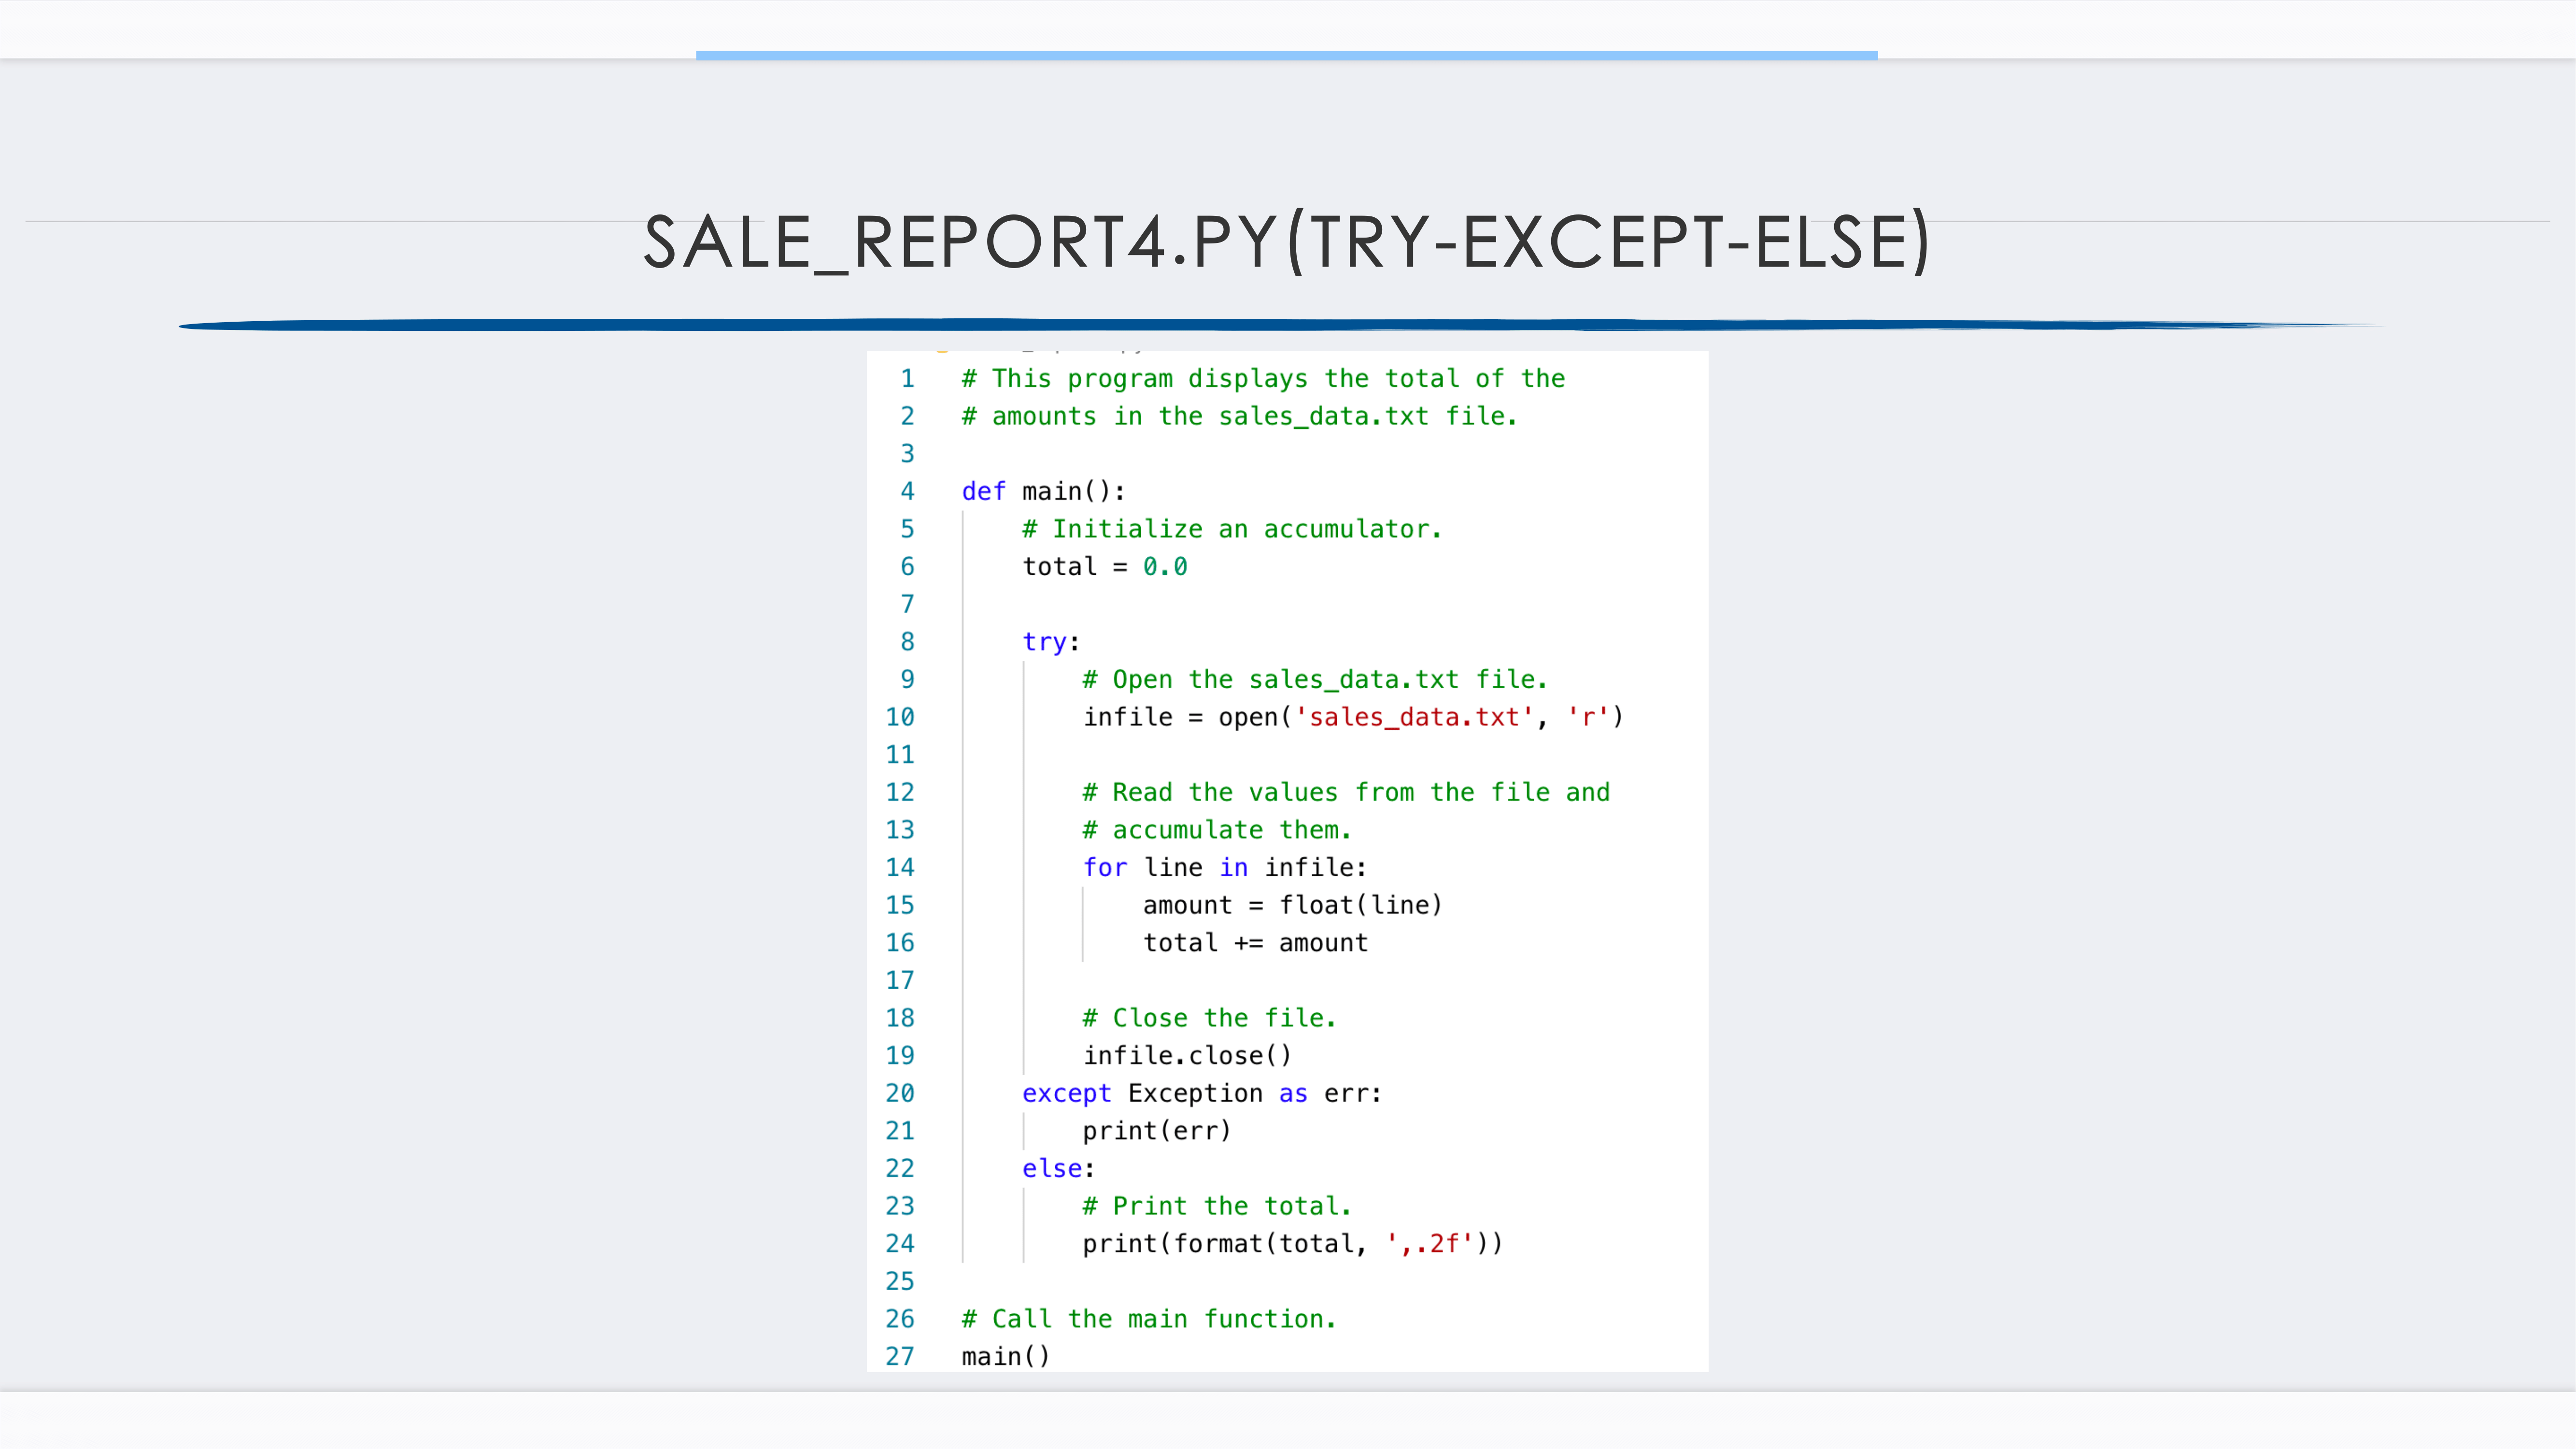 SALE_REPORT4.PY(TRY-EXCEPT-ELSE)
1 # This program displays the total of the
2 # amounts in the sales_data.txt file.
3
4 def main():
5     # Initialize an accumulator.
6     total = 0.0
7
8     try:
9         # Open the sales_data.txt file.
10         infile = open('sales_data.txt', 'r')
11
12         # Read the values from the file and
13         # accumulate them.
14         for line in infile:
15             amount = float(line)
16             total += amount
17
18         # Close the file.
19         infile.close()
20     except Exception as err:
21         print(err)
22     else:
23         # Print the total.
24         print(format(total, ',.2f'))
25
26 # Call the main function.
27 main()